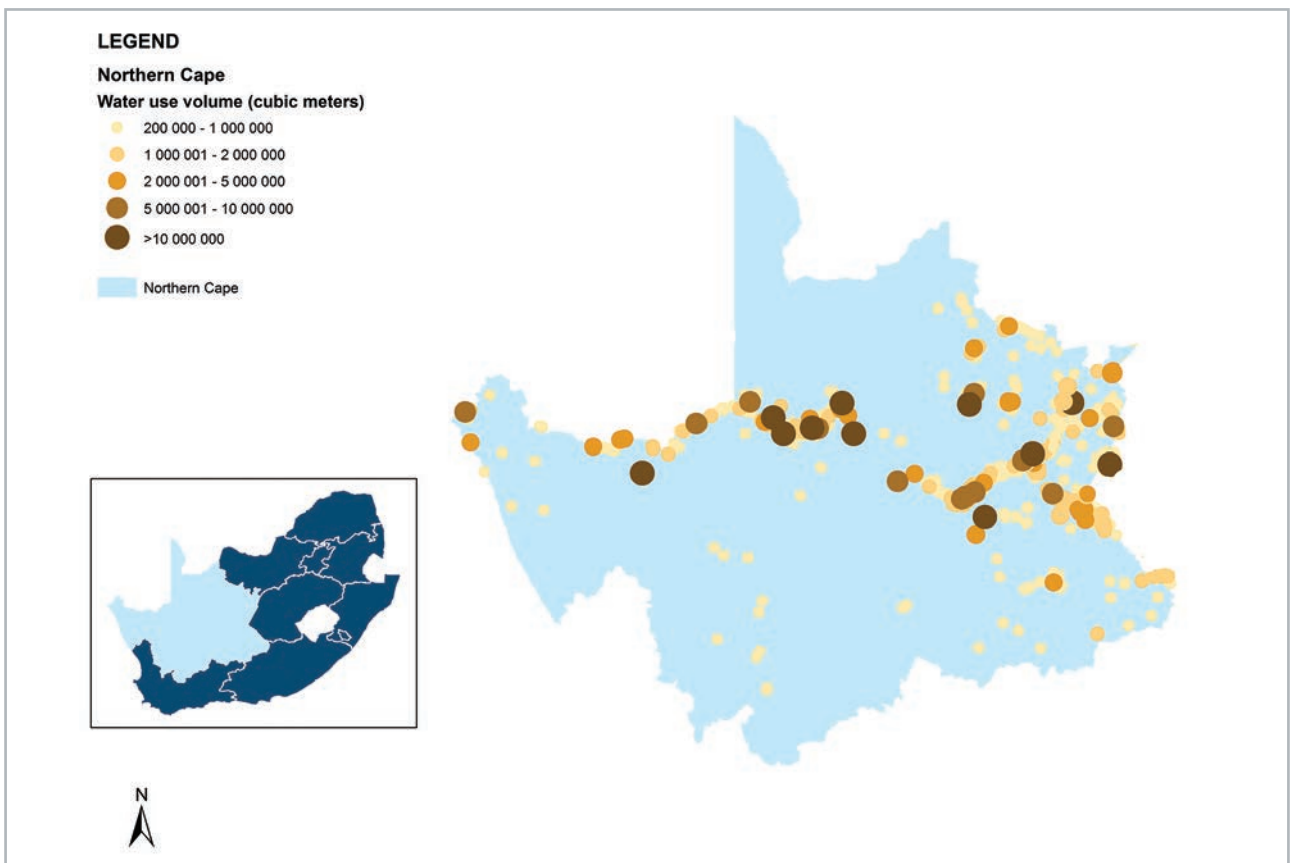 LEGEND
Northern Cape
Water use volume (cubic meters)
200 000 - 1 000 000
1 000 001 - 2 000 000
2 000 001 - 5 000 000
5 000 001 - 10 000 000
>10 000 000
Northern Cape
N